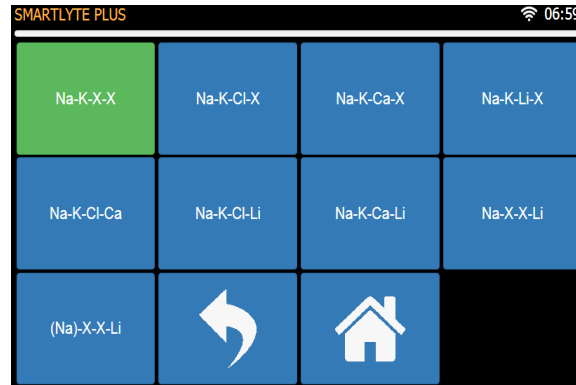 SMARTLYTE PLUS 06:59
Na-K-X-X Na-K-Cl-X Na-K-Ca-X Na-K-Li-X
Na-K-Cl-Ca Na-K-Cl-Li Na-K-Ca-Li Na-X-X-Li
(Na)-X-X-Li